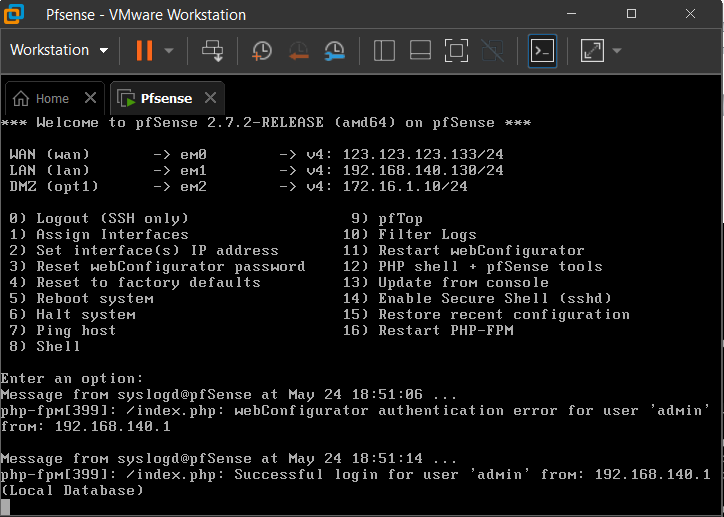 Pfsense - VMware Workstation
Workstation
Home
Pfsense
*** Welcome to pfSense 2.7.2-RELEASE (amd64) on pfSense ***
WAN (wan) -> em0 -> v4: 123.123.123.133/24
LAN (lan) -> em1 -> v4: 192.168.140.130/24
DMZ (opt1) -> em2 -> v4: 172.16.1.10/24
0) Logout (SSH only) 9) pfTop
1) Assign Interfaces 10) Filter Logs
2) Set interface(s) IP address 11) Restart webConfigurator
3) Reset webConfigurator password 12) PHP shell + pfSense tools
4) Reset to factory defaults 13) Update from console
5) Reboot system 14) Enable Secure Shell (sshd)
6) Halt system 15) Restore recent configuration
7) Ping host 16) Restart PHP-FPM
8) Shell
Enter an option:
Message from syslogd@pfSense at May 24 18:51:06 ...
php-fpm[399]: /index.php: webConfigurator authentication error for user 'admin'
from: 192.168.140.1
Message from syslogd@pfSense at May 24 18:51:14 ...
php-fpm[399]: /index.php: Successful login for user 'admin' from: 192.168.140.1
(Local Database)